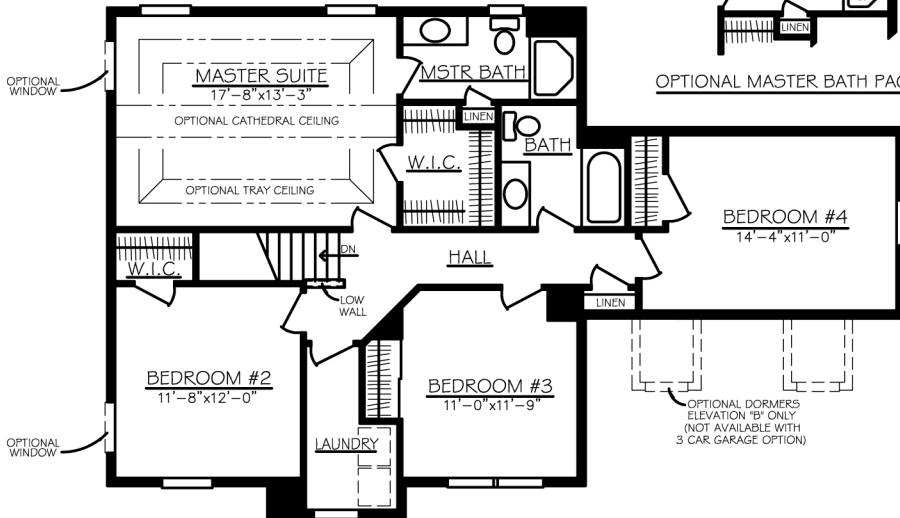 LINEN
OPTIONAL MASTER BATH PAC
OPTIONAL
WINDOW
MASTER SUITE
17'-8"x13'-3"
OPTIONAL CATHEDRAL CEILING
OPTIONAL TRAY CEILING
MSTR BATH
LINEN
BATH
W.I.C.
BEDROOM #4
14'-4"x11'-0"
W.I.C.
DN
HALL
LOW
WALL
LINEN
BEDROOM #2
11'-8"x12'-0"
BEDROOM #3
11'-0"x11'-9"
OPTIONAL DORMERS
ELEVATION "B" ONLY
(NOT AVAILABLE WITH
3 CAR GARAGE OPTION)
OPTIONAL
WINDOW
LAUNDRY